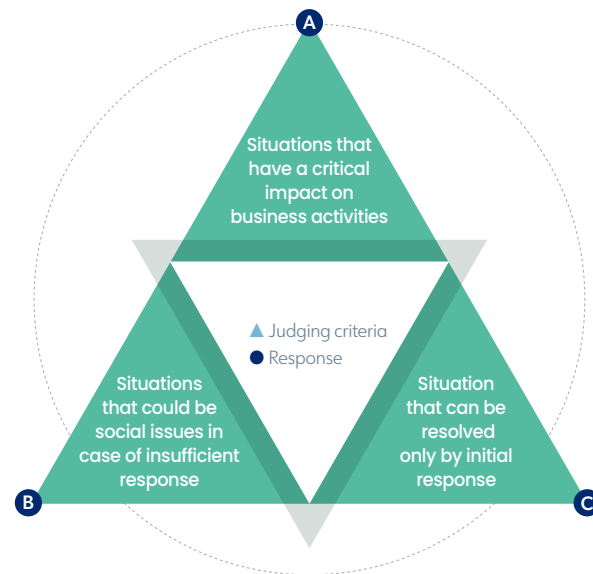 A
Situations that
have a critical
impact on
business activities
Judging criteria
Response
Situations
that could be
social issues in
case of insufficient
response
Situation
that can be
resolved
only by initial
response
B
C